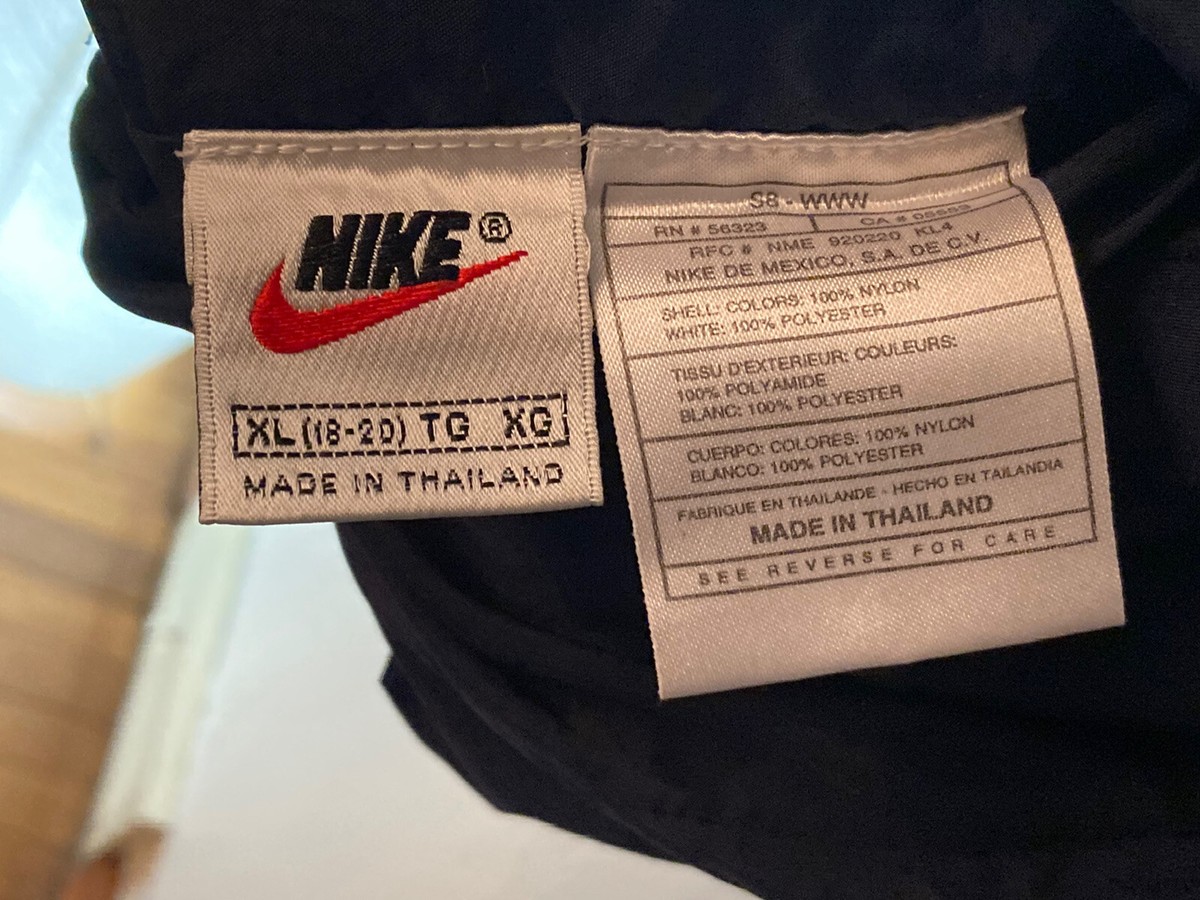 NIKE®
XL (18-20) TG XG
MADE IN THAILAND
S8 - WWW
RN # 56323 CA # 05553
RFC # NME 920220 KL4
NIKE DE MEXICO, S.A. DE C.V.
SHELL: COLORS: 100% NYLON
WHITE: 100% POLYESTER
TISSU D'EXTERIEUR: COULEURS:
100% POLYAMIDE
BLANC: 100% POLYESTER
CUERPO: COLORES: 100% NYLON
BLANCO: 100% POLYESTER
FABRIQUE EN THAILANDE - HECHO EN TAILANDIA
MADE IN THAILAND
SEE REVERSE FOR CARE